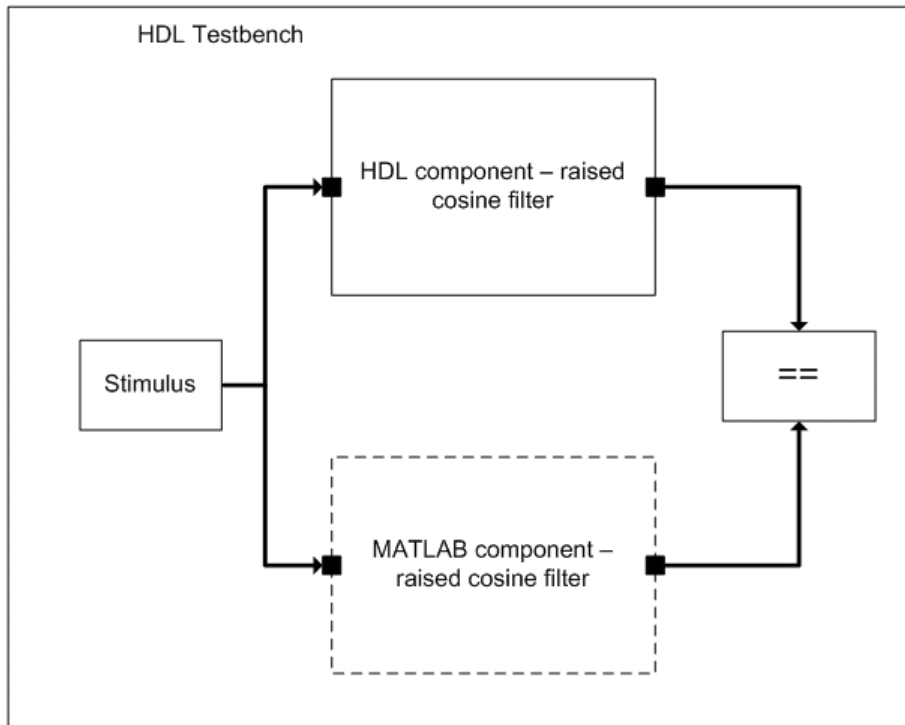 HDL Testbench
HDL component – raised
cosine filter
Stimulus
==
MATLAB component –
raised cosine filter